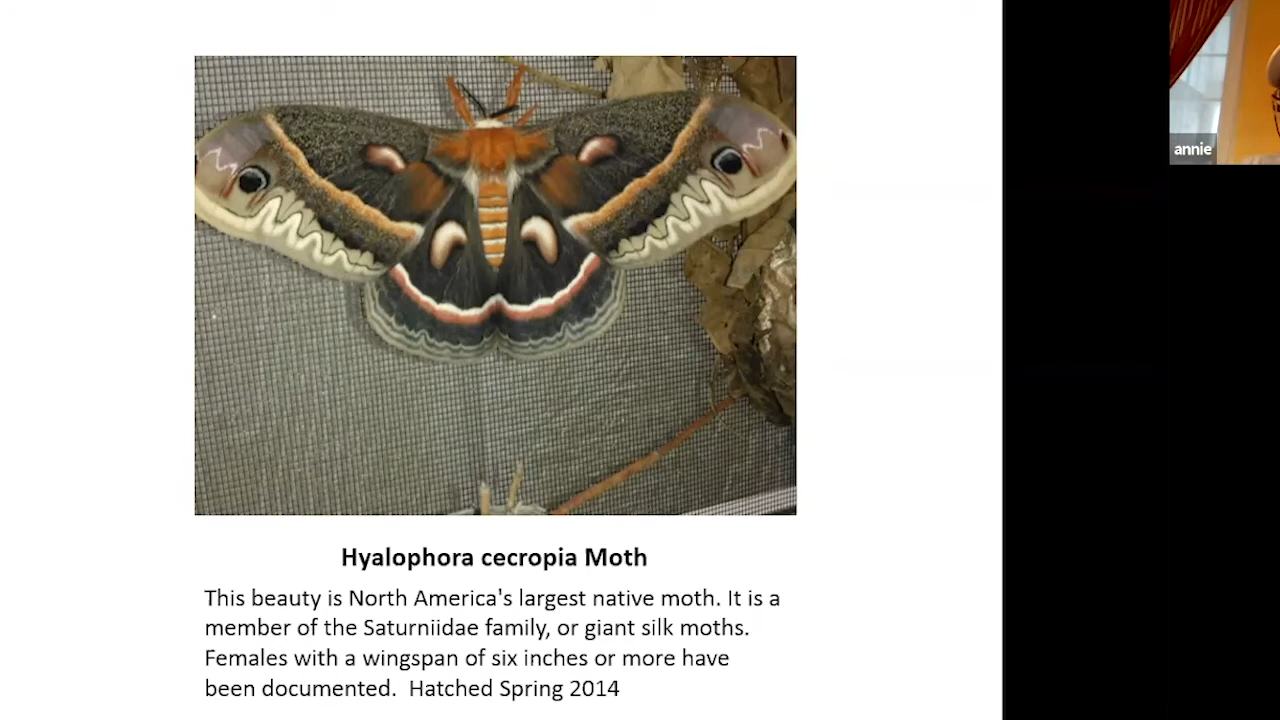 annie
Hyalophora cecropia Moth
This beauty is North America's largest native moth. It is a
member of the Saturniidae family, or giant silk moths.
Females with a wingspan of six inches or more have
been documented.  Hatched Spring 2014